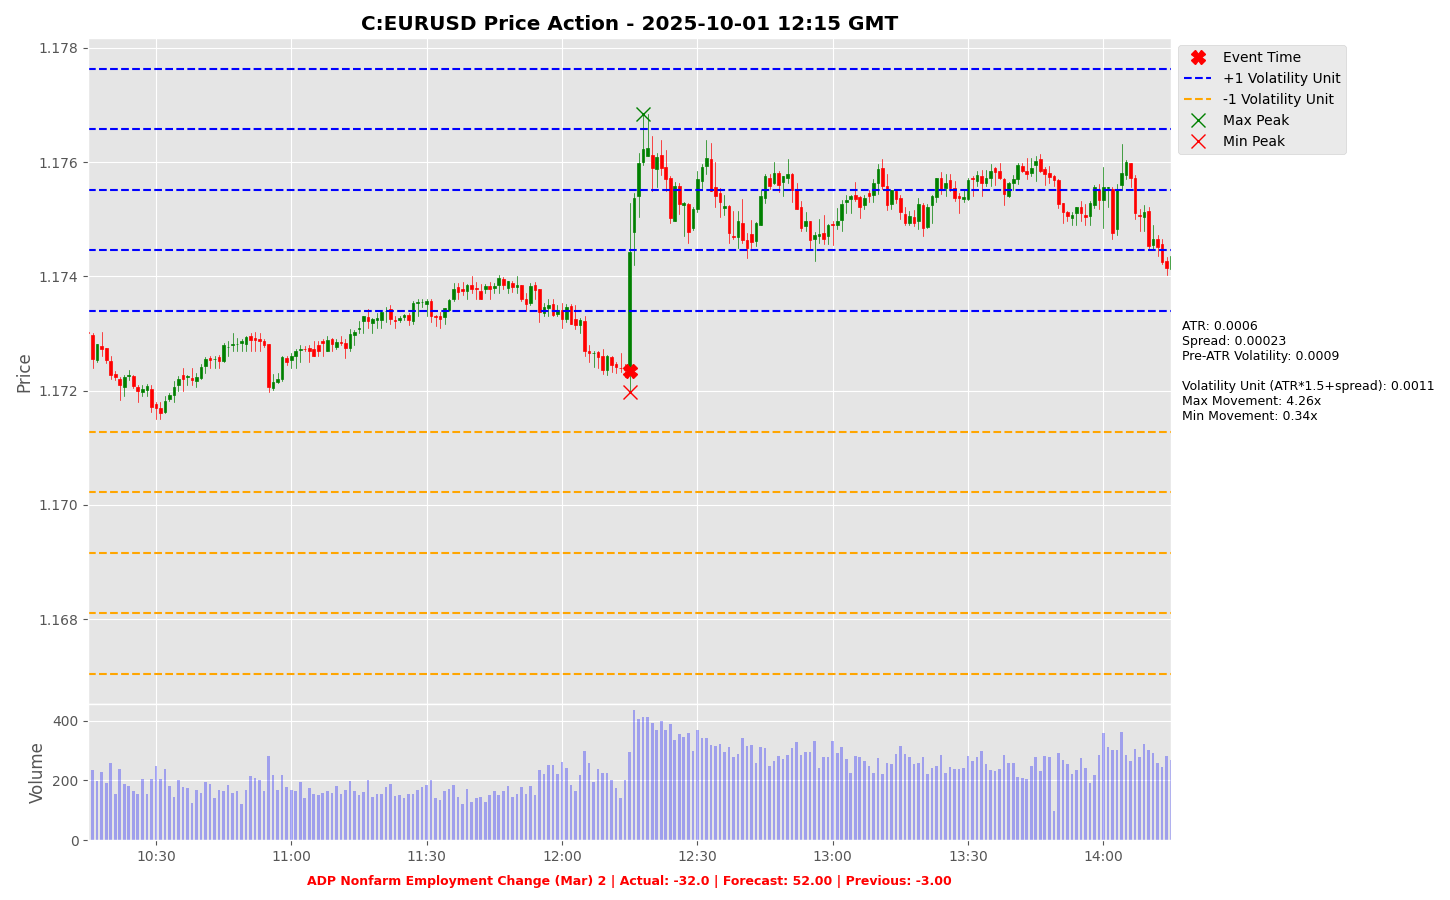 C:EURUSD Price Action - 2025-10-01 12:15 GMT
1.178
1.176
1.174
1.172
1.170
1.168
Price
Event Time
+1 Volatility Unit
-1 Volatility Unit
Max Peak
Min Peak
ATR: 0.0006
Spread: 0.00023
Pre-ATR Volatility: 0.0009
Volatility Unit (ATR*1.5+spread): 0.0011
Max Movement: 4.26x
Min Movement: 0.34x
400
200
0
Volume
10:30 11:00 11:30 12:00 12:30 13:00 13:30 14:00
ADP Nonfarm Employment Change (Mar) 2 | Actual: -32.0 | Forecast: 52.00 | Previous: -3.00